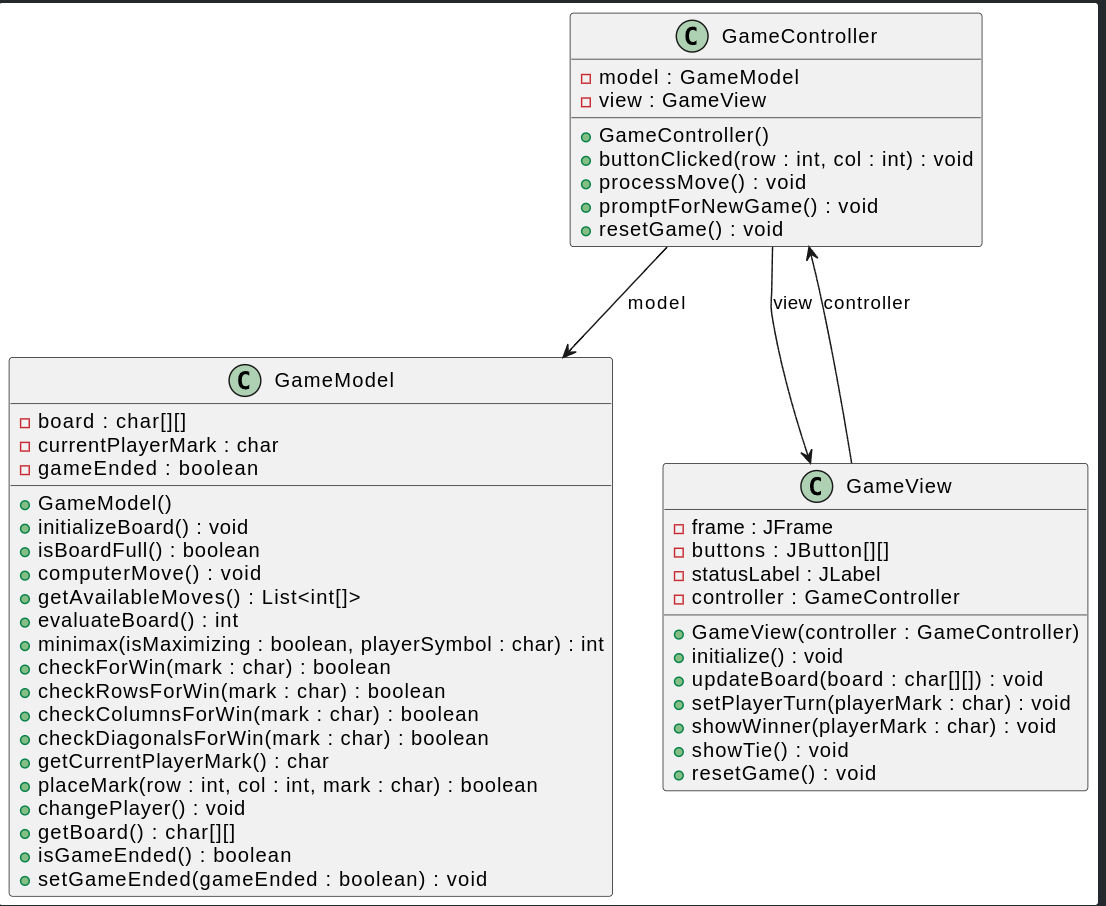 C GameController
model : GameModel
view : GameView
GameController()
buttonClicked(row : int, col : int) : void
processMove() : void
promptForNewGame() : void
resetGame() : void
model
view
controller
C GameModel
board : char[][]
currentPlayerMark : char
gameEnded : boolean
GameModel()
initializeBoard() : void
isBoardFull() : boolean
computerMove() : void
getAvailableMoves() : List<int[]>
evaluateBoard() : int
minimax(isMaximizing : boolean, playerSymbol : char) : int
checkForWin(mark : char) : boolean
checkRowsForWin(mark : char) : boolean
checkColumnsForWin(mark : char) : boolean
checkDiagonalsForWin(mark : char) : boolean
getCurrentPlayerMark() : char
placeMark(row : int, col : int, mark : char) : boolean
changePlayer() : void
getBoard() : char[][]
isGameEnded() : boolean
setGameEnded(gameEnded : boolean) : void
C GameView
frame : JFrame
buttons : JButton[][]
statusLabel : JLabel
controller : GameController
GameView(controller : GameController)
initialize() : void
updateBoard(board : char[][]) : void
setPlayerTurn(playerMark : char) : void
showWinner(playerMark : char) : void
showTie() : void
resetGame() : void